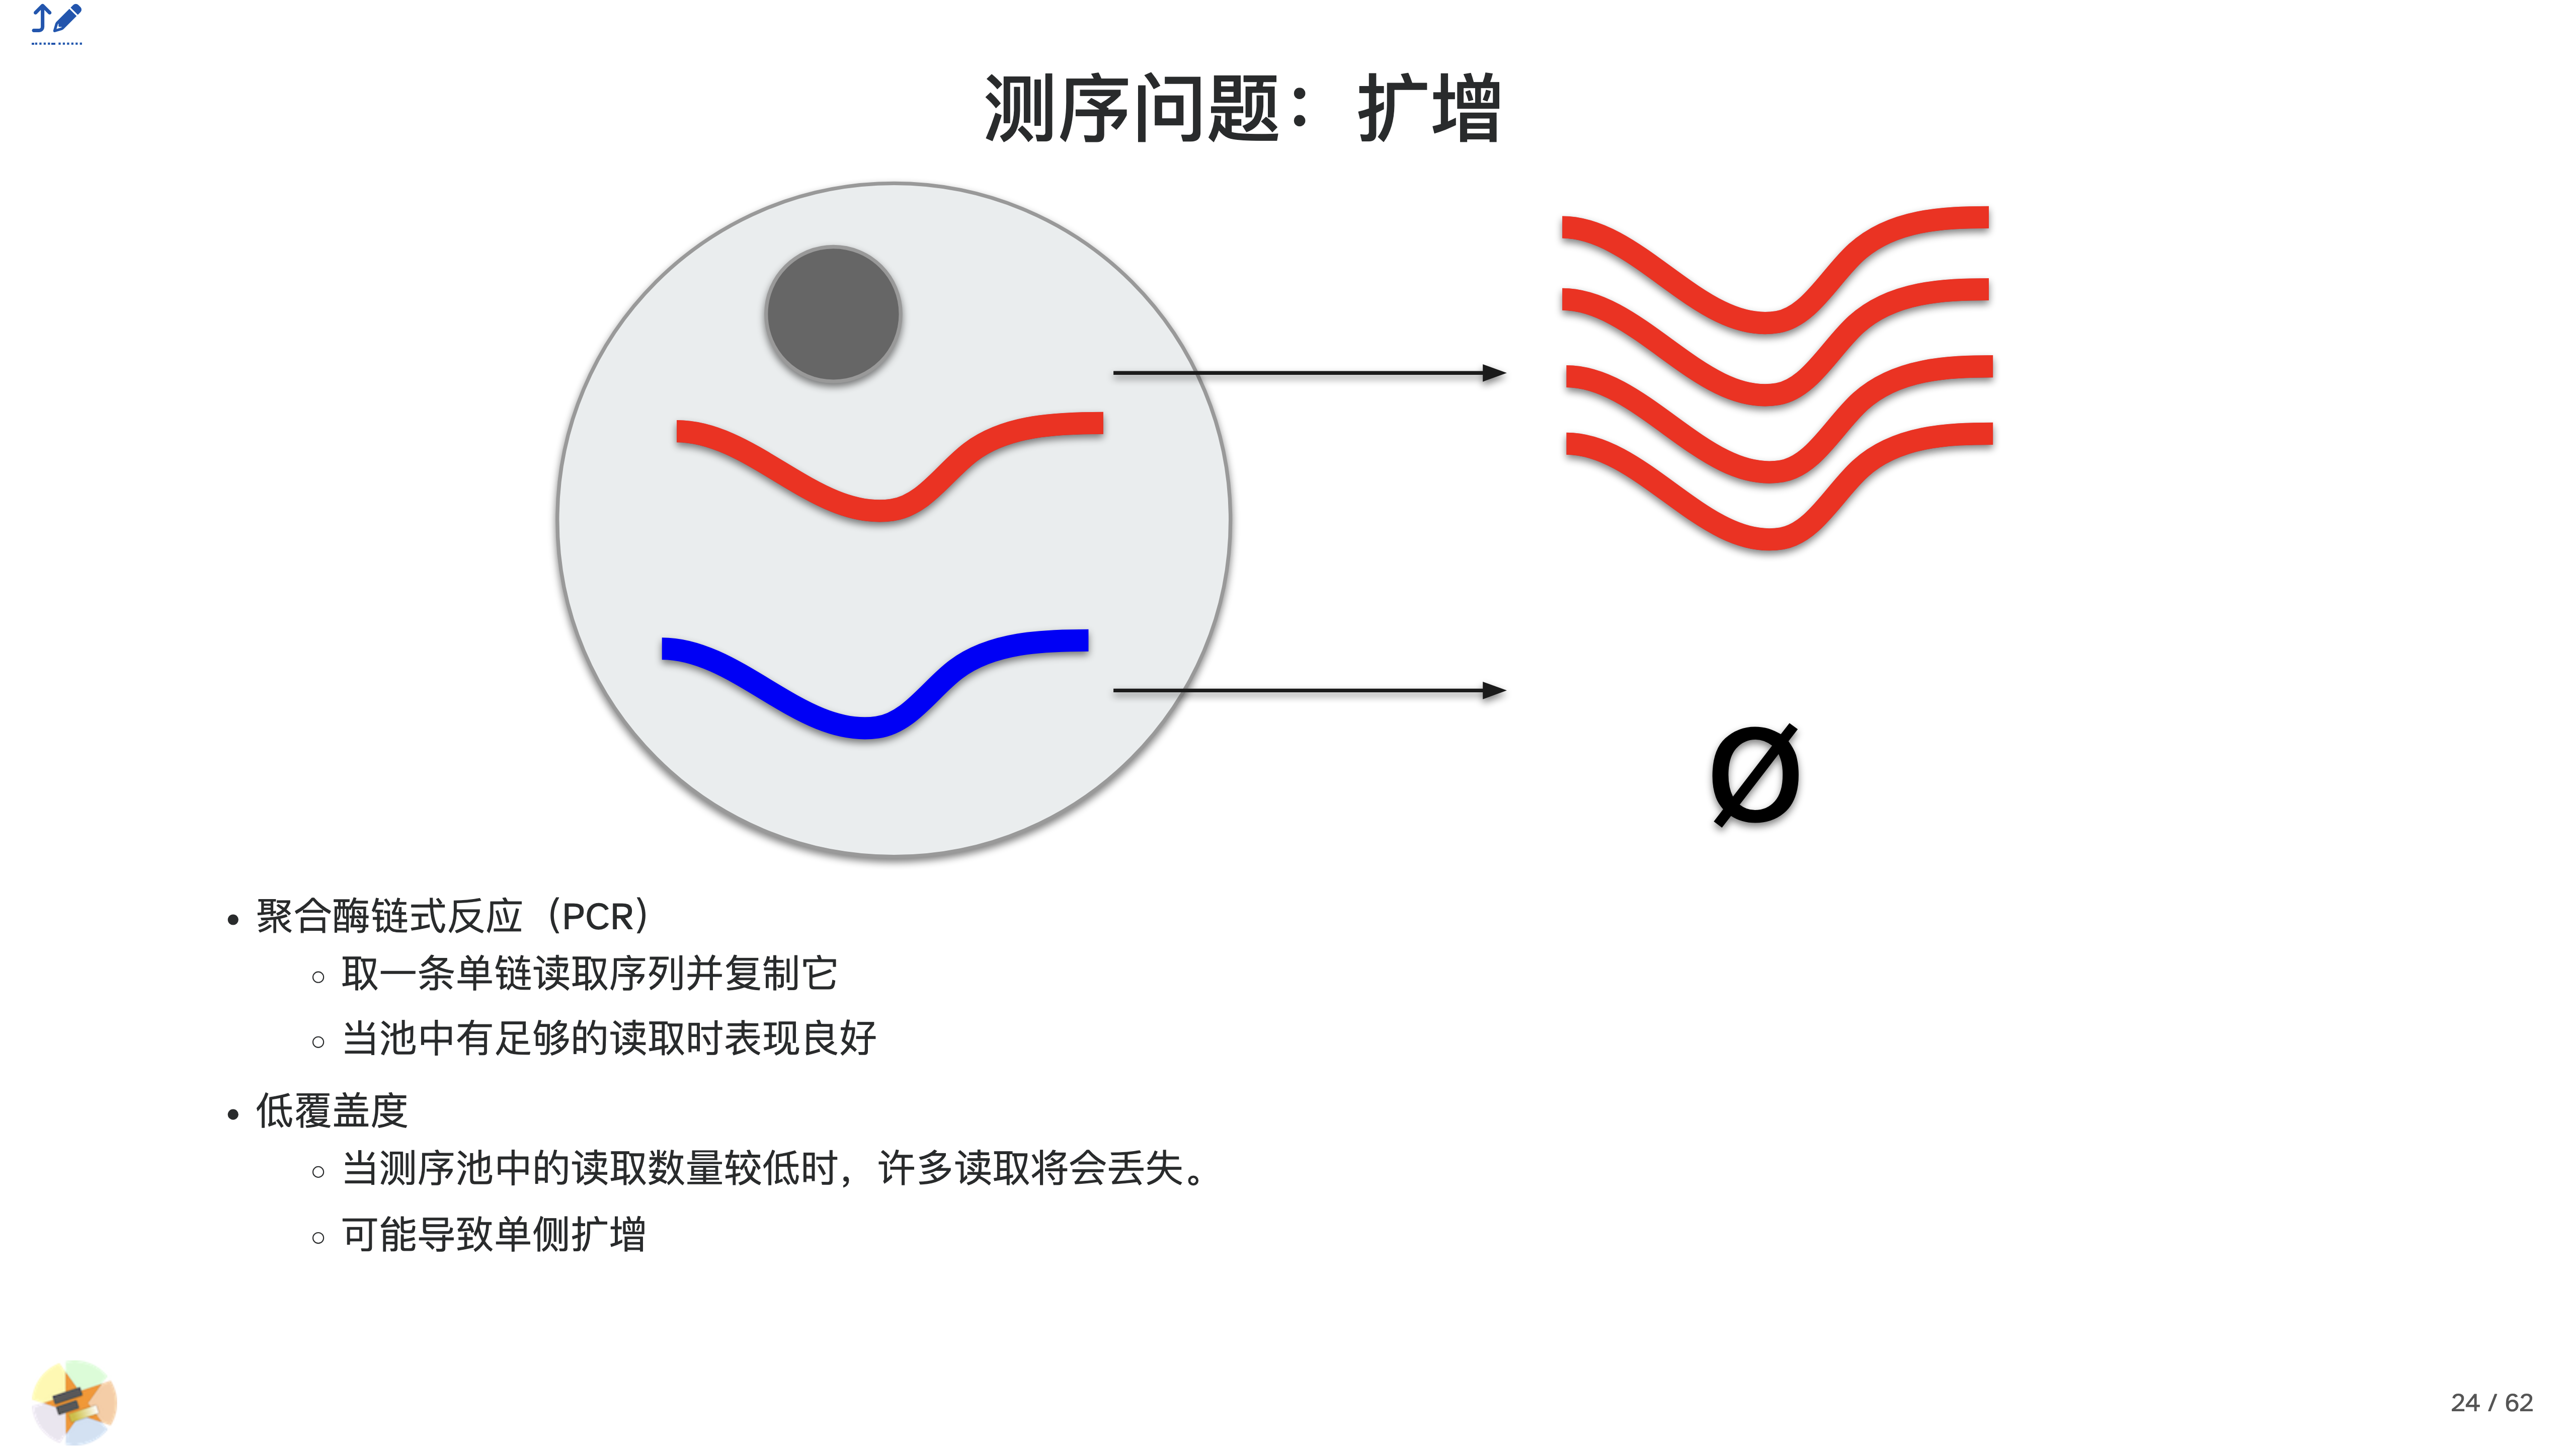 测序问题：扩增
Ø
聚合酶链式反应（PCR）
取一条单链读取序列并复制它
当池中有足够的读取时表现良好
低覆盖度
当测序池中的读取数量较低时，许多读取将会丢失。
可能导致单侧扩增
24 / 62